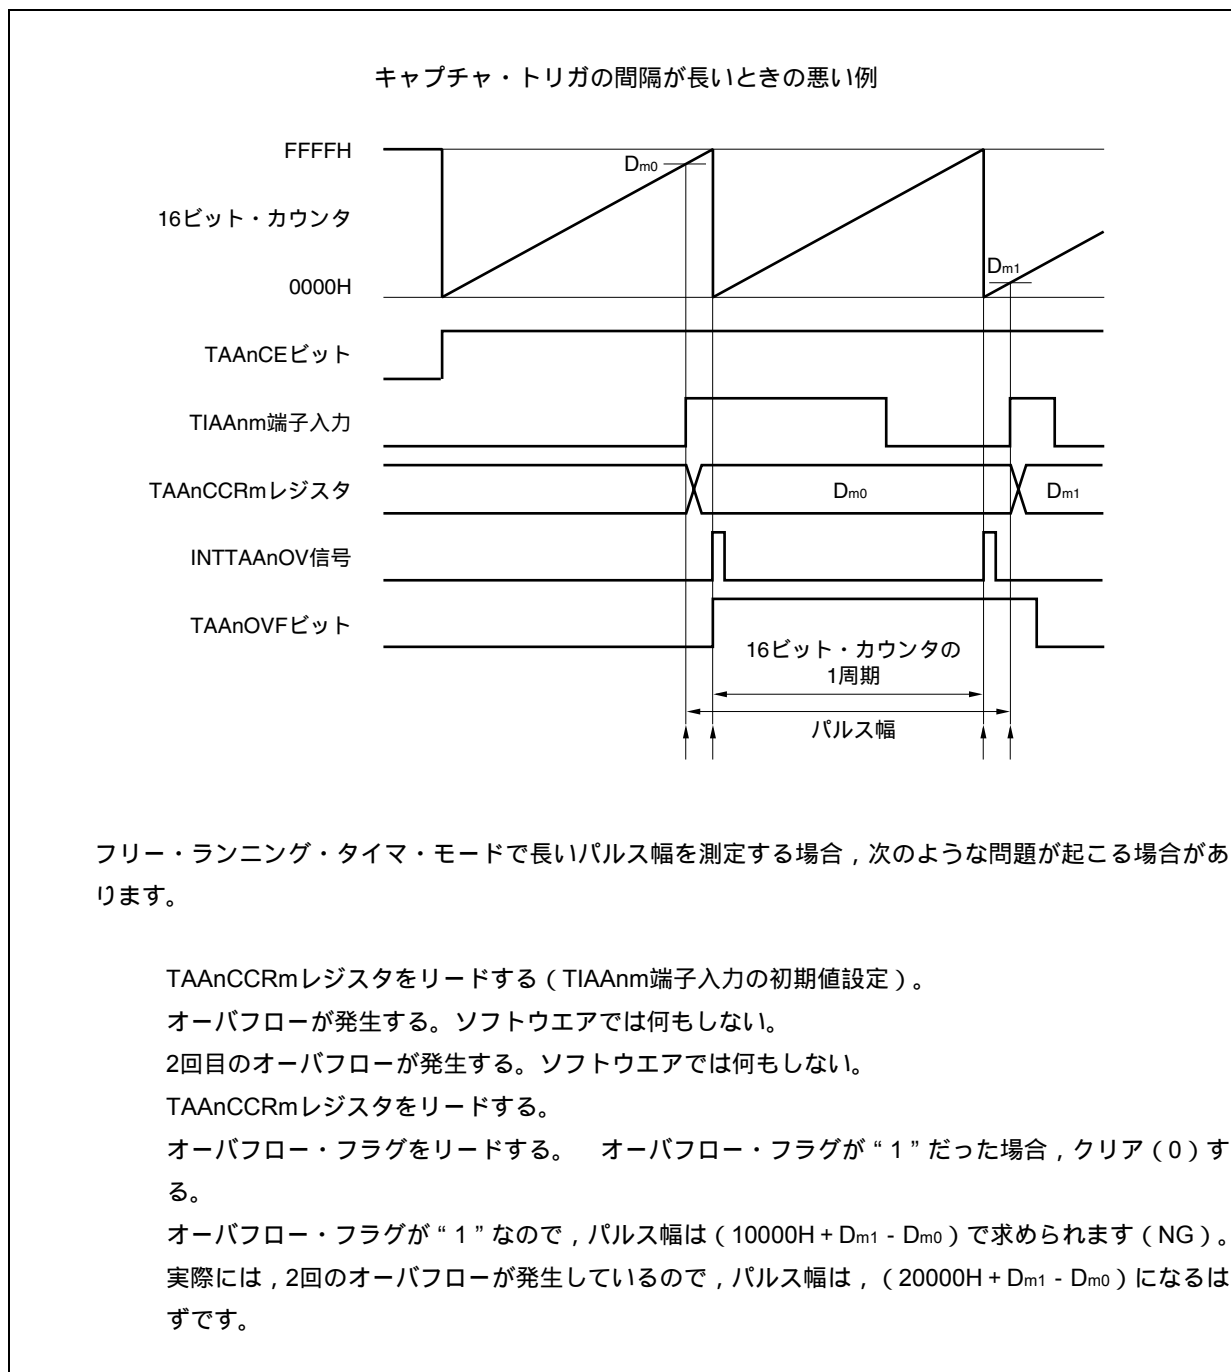 キャプチャ・トリガの間隔が長いときの悪い例
FFFFH
Dm0
16ビット・カウンタ
Dm1
0000H
TAAnCEビット
TIAAnm端子入力
TAAnCCRmレジスタ
Dm0
Dm1
INTTAAnOV信号
TAAnOVFビット
16ビット・カウンタの
1周期
パルス幅
フリー・ランニング・タイマ・モードで長いパルス幅を測定する場合，次のような問題が起こる場合があ
ります。
TAAnCCRmレジスタをリードする（TIAAnm端子入力の初期値設定）。
オーバフローが発生する。ソフトウエアでは何もしない。
2回目のオーバフローが発生する。ソフトウエアでは何もしない。
TAAnCCRmレジスタをリードする。
オーバフロー・フラグをリードする。　オーバフロー・フラグが“1”だった場合，クリア（0）す
る。
オーバフロー・フラグが“1”なので，パルス幅は（10000H + Dm1 - Dm0）で求められます（NG）。
実際には，2回のオーバフローが発生しているので，パルス幅は，（20000H + Dm1 - Dm0）になるは
ずです。